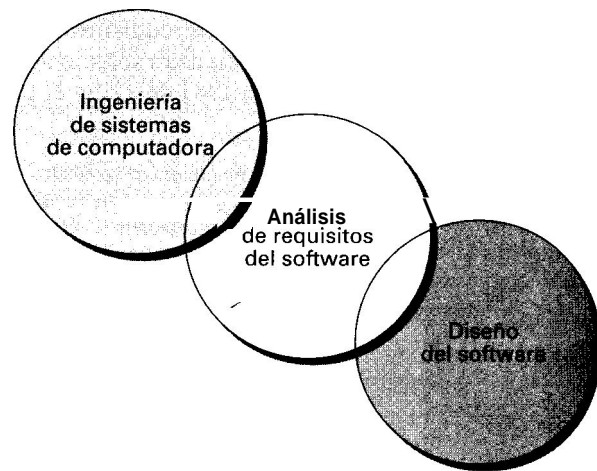 Ingeniería
de sistemas
de computadora
Análisis
de requisitos
del software
Diseño
del software